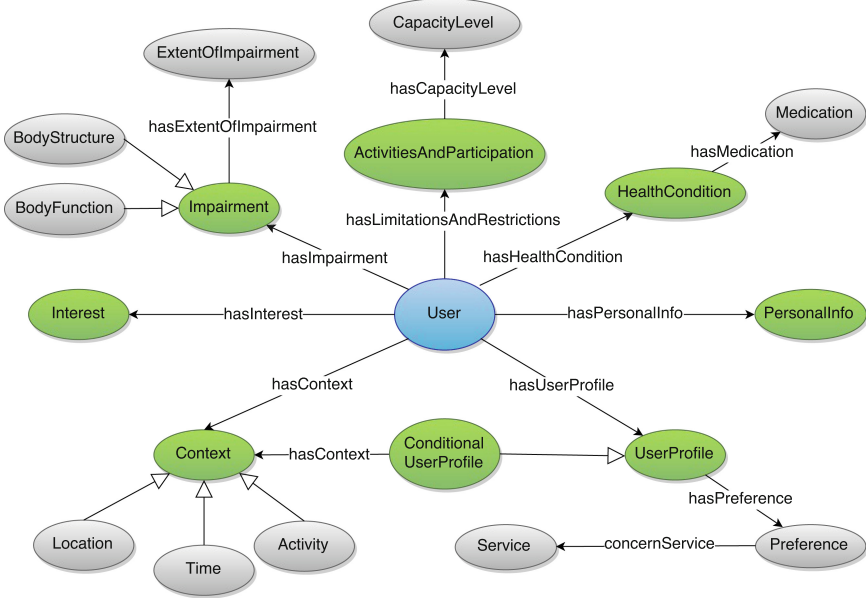 CapacityLevel
ExtentOfImpairment
hasCapacityLevel
Medication
hasExtentOfImpairment
BodyStructure
ActivitiesAndParticipation
hasMedication
HealthCondition
BodyFunction
Impairment
hasLimitationsAndRestrictions
hasImpairment
hasHealthCondition
Interest
hasInterest
User
hasPersonalInfo
PersonalInfo
hasContext
hasUserProfile
Context
hasContext
Conditional
UserProfile
UserProfile
hasPreference
Location
Time
Activity
Service
concernService
Preference